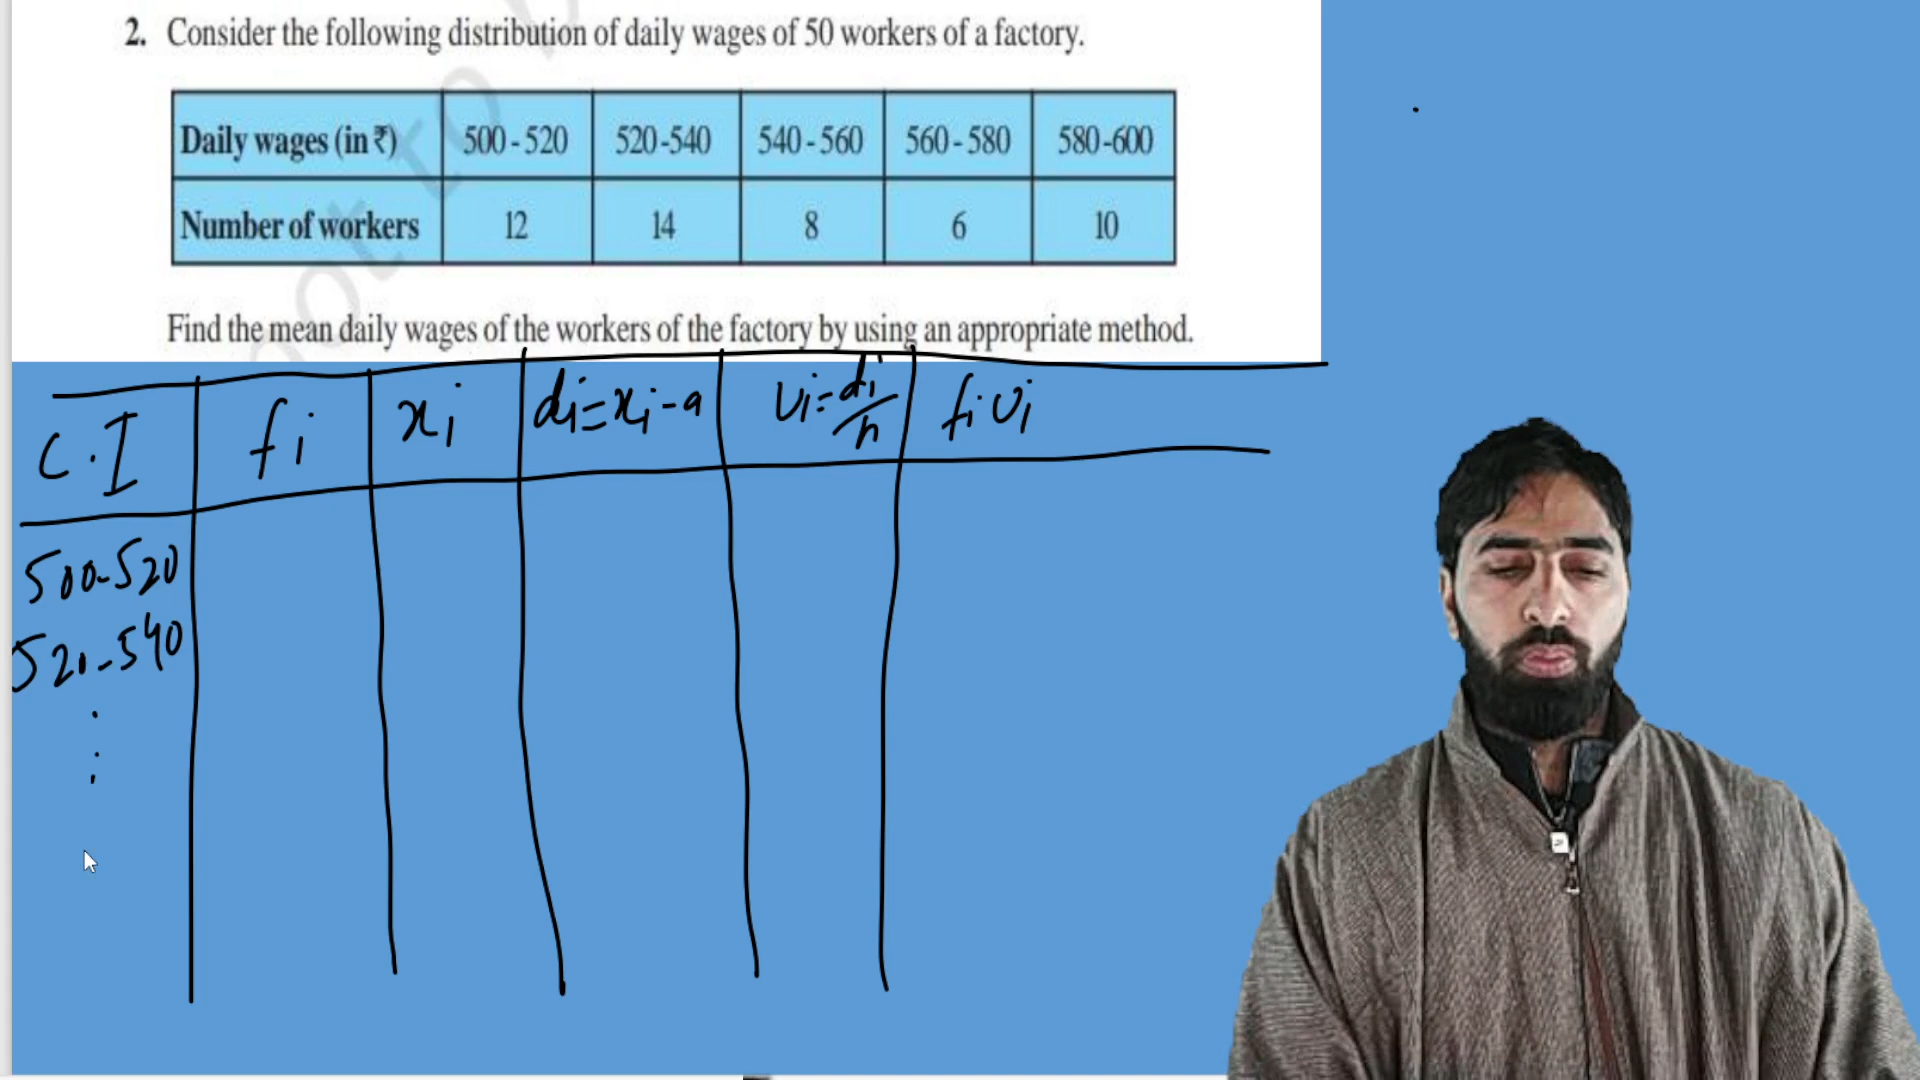 2. Consider the following distribution of daily wages of 50 workers of a factory.
Daily wages (in ₹) 500 - 520 520-540 540 - 560 560 - 580 580-600
Number of workers 12 14 8 6 10
Find the mean daily wages of the workers of the factory by using an appropriate method.
C.I fi xi di=xi-a Ui=di/h fiUi
500-520
520-540
not to